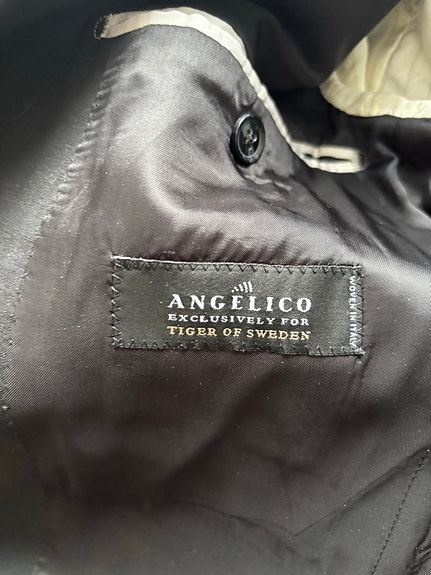 ANGELICO
EXCLUSIVELY FOR
TIGER OF SWEDEN
WOVEN IN ITALY